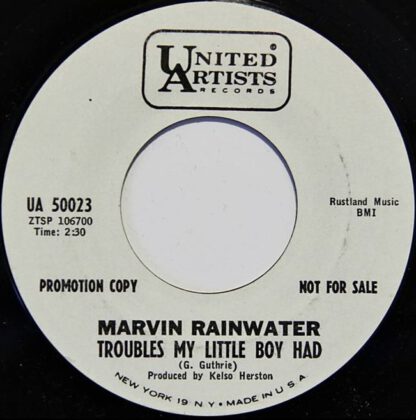 UNITED
ARTISTS
RECORDS
®
UA 50023
ZTSP 106700
Time: 2:30
Rustland Music
BMI
PROMOTION COPY
NOT FOR SALE
MARVIN RAINWATER
TROUBLES MY LITTLE BOY HAD
(G. Guthrie)
Produced by Kelso Herston
NEW YORK 19 N.Y. • MADE IN U.S.A